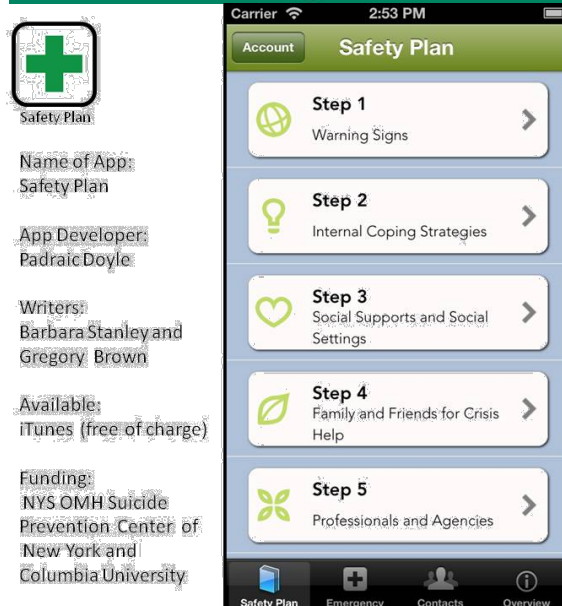 Safety Plan
Name of App:
Safety Plan
App Developer:
Padraic Doyle
Writers:
Barbara Stanley and
Gregory Brown
Available:
iTunes (free of charge)
Funding:
NYS OMH Suicide
Prevention Center of
New York and
Columbia University
Carrier 2:53 PM
Account Safety Plan
Step 1
Warning Signs
Step 2
Internal Coping Strategies
Step 3
Social Supports and Social
Settings
Step 4
Family and Friends for Crisis
Help
Step 5
Professionals and Agencies
Safety Plan Emergency Contacts Overview